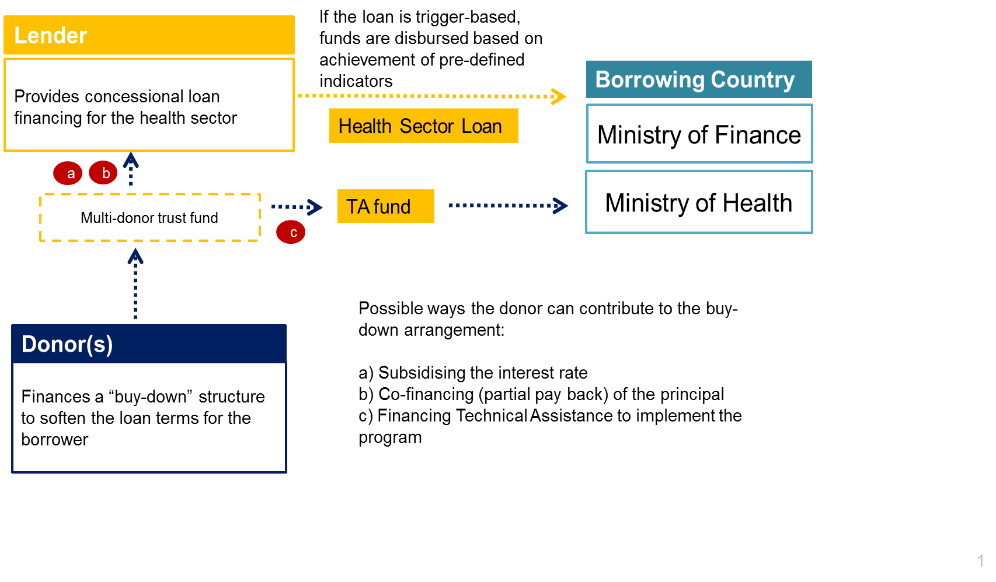 Lender
Provides concessional loan
financing for the health sector
If the loan is trigger-based,
funds are disbursed based on
achievement of pre-defined
indicators
Health Sector Loan
Borrowing Country
Ministry of Finance
Ministry of Health
a
b
Multi-donor trust fund
c
TA fund
Donor(s)
Finances a “buy-down” structure
to soften the loan terms for the
borrower
Possible ways the donor can contribute to the buy-
down arrangement:
a) Subsidising the interest rate
b) Co-financing (partial pay back) of the principal
c) Financing Technical Assistance to implement the
program
1